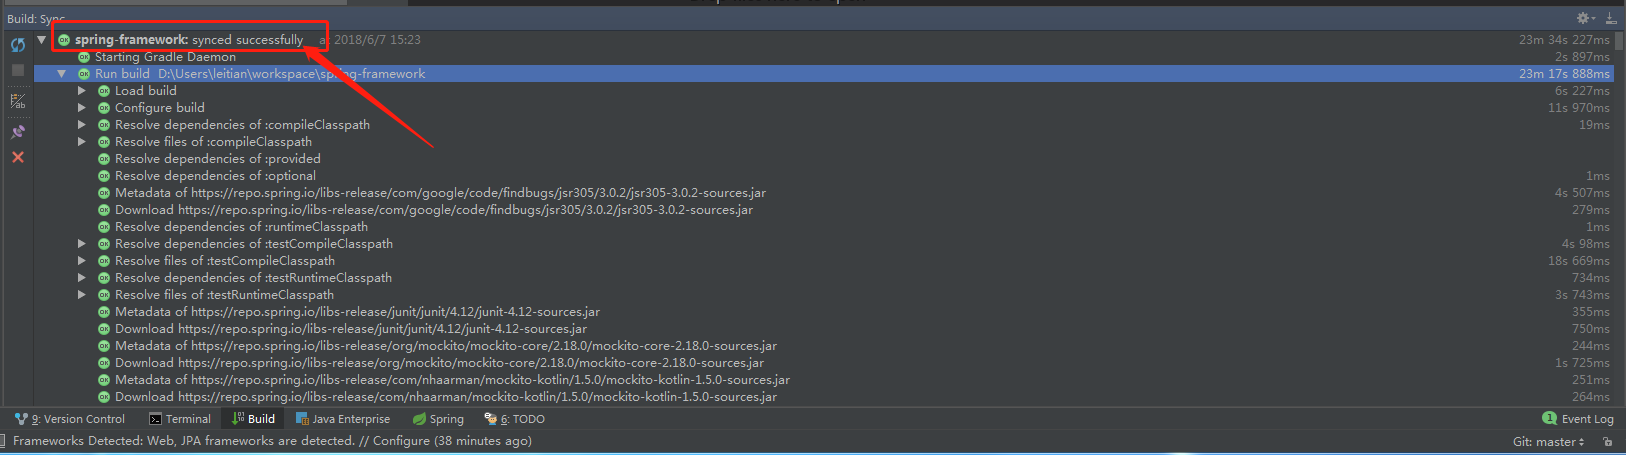 Build: Sync
spring-framework: synced successfully 2018/6/7 15:23 23m 34s 227ms
Starting Gradle Daemon 2s 897ms
Run build D:\Users\leitian\workspace\spring-framework 23m 17s 888ms
Load build 6s 227ms
Configure build 11s 970ms
Resolve dependencies of :compileClasspath 19ms
Resolve files of :compileClasspath
Resolve dependencies of :provided
Resolve dependencies of :optional 1ms
Metadata of https://repo.spring.io/libs-release/com/google/code/findbugs/jsr305/3.0.2/jsr305-3.0.2-sources.jar 4s 507ms
Download https://repo.spring.io/libs-release/com/google/code/findbugs/jsr305/3.0.2/jsr305-3.0.2-sources.jar 279ms
Resolve dependencies of :runtimeClasspath 1ms
Resolve dependencies of :testCompileClasspath 4s 98ms
Resolve files of :testCompileClasspath 18s 669ms
Resolve dependencies of :testRuntimeClasspath 734ms
Resolve files of :testRuntimeClasspath 3s 743ms
Metadata of https://repo.spring.io/libs-release/junit/junit/4.12/junit-4.12-sources.jar 355ms
Download https://repo.spring.io/libs-release/junit/junit/4.12/junit-4.12-sources.jar 750ms
Metadata of https://repo.spring.io/libs-release/org/mockito/mockito-core/2.18.0/mockito-core-2.18.0-sources.jar 244ms
Download https://repo.spring.io/libs-release/org/mockito/mockito-core/2.18.0/mockito-core-2.18.0-sources.jar 1s 725ms
Metadata of https://repo.spring.io/libs-release/com/nhaarman/mockito-kotlin/1.5.0/mockito-kotlin-1.5.0-sources.jar 251ms
Download https://repo.spring.io/libs-release/com/nhaarman/mockito-kotlin/1.5.0/mockito-kotlin-1.5.0-sources.jar 264ms
9: Version Control Terminal Build Java Enterprise Spring 6: TODO 1 Event Log
Frameworks Detected: Web, JPA frameworks are detected. // Configure (38 minutes ago) Git: master